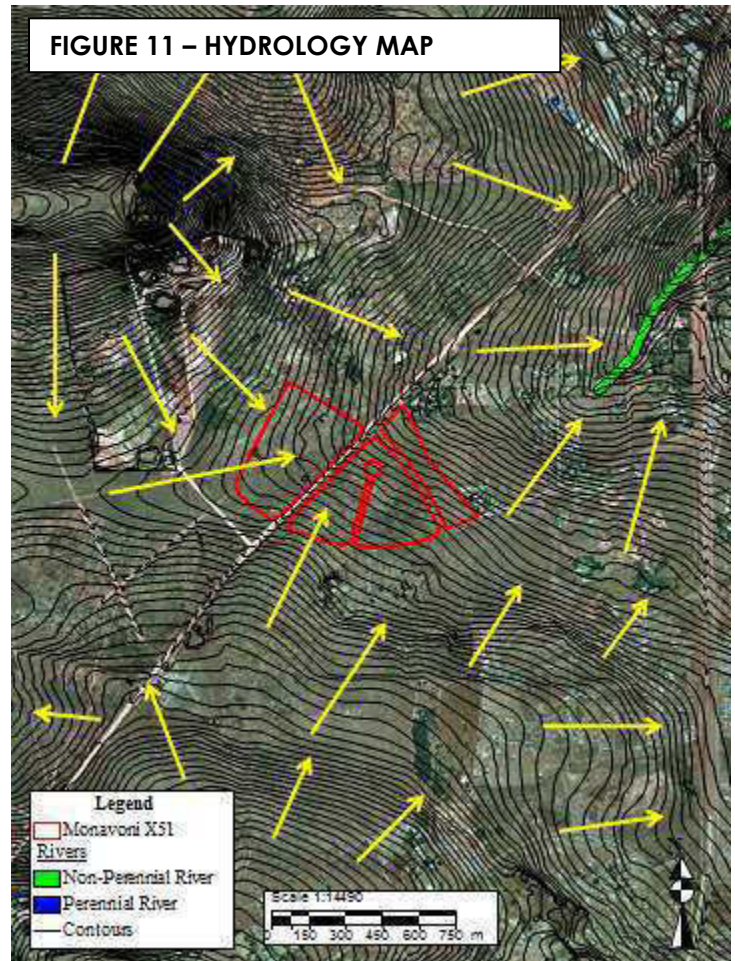 FIGURE 11 – HYDROLOGY MAP
Legend
Monavoni X51
Rivers
Non-Perennial River
Perennial River
Contours
Scale 1:14490
0 150 300 450 600 750 m